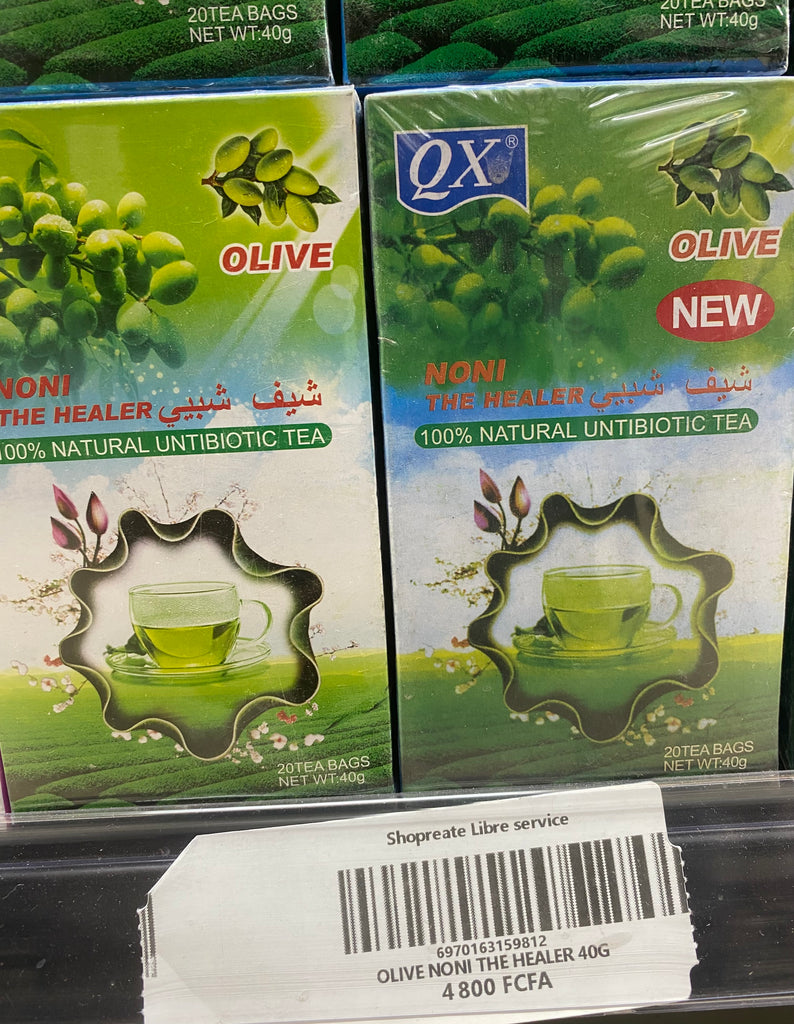 20TEA BAGS
NET WT:40g
20TEA BAGS
NET WT:40g
OLIVE
NONI
THE HEALER شيف شبيي
100% NATURAL UNTIBIOTIC TEA
20TEA BAGS
NET WT:40g
QX®
OLIVE
NEW
NONI
THE HEALER شيف شبيي
100% NATURAL UNTIBIOTIC TEA
20TEA BAGS
NET WT:40g
Shopreate Libre service
6970163159812
OLIVE NONI THE HEALER 40G
4 800 FCFA